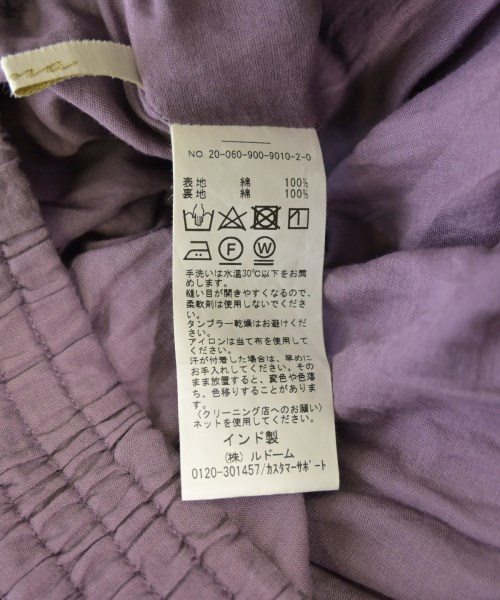 NO. 20-060-900-9010-2-0
表地 綿 100%
裏地 綿 100%
F W
手洗いは水温30℃以下をお薦
めします。
縫い目が開きやすくなるので、
柔軟剤は使用しないでくださ
い。
タンブラー乾燥はお避けくだ
さい。
アイロンは当て布を使用して
ください。
汗が付着した場合は、早めに
お手入れしてください。その
まま放置すると、変色や色落
ち、色移りすることがありま
す。
〈クリーニング店へのお願い〉
ネットを使用してください。
インド製
(株) ルドーム
0120-301457/カスタマーサポート